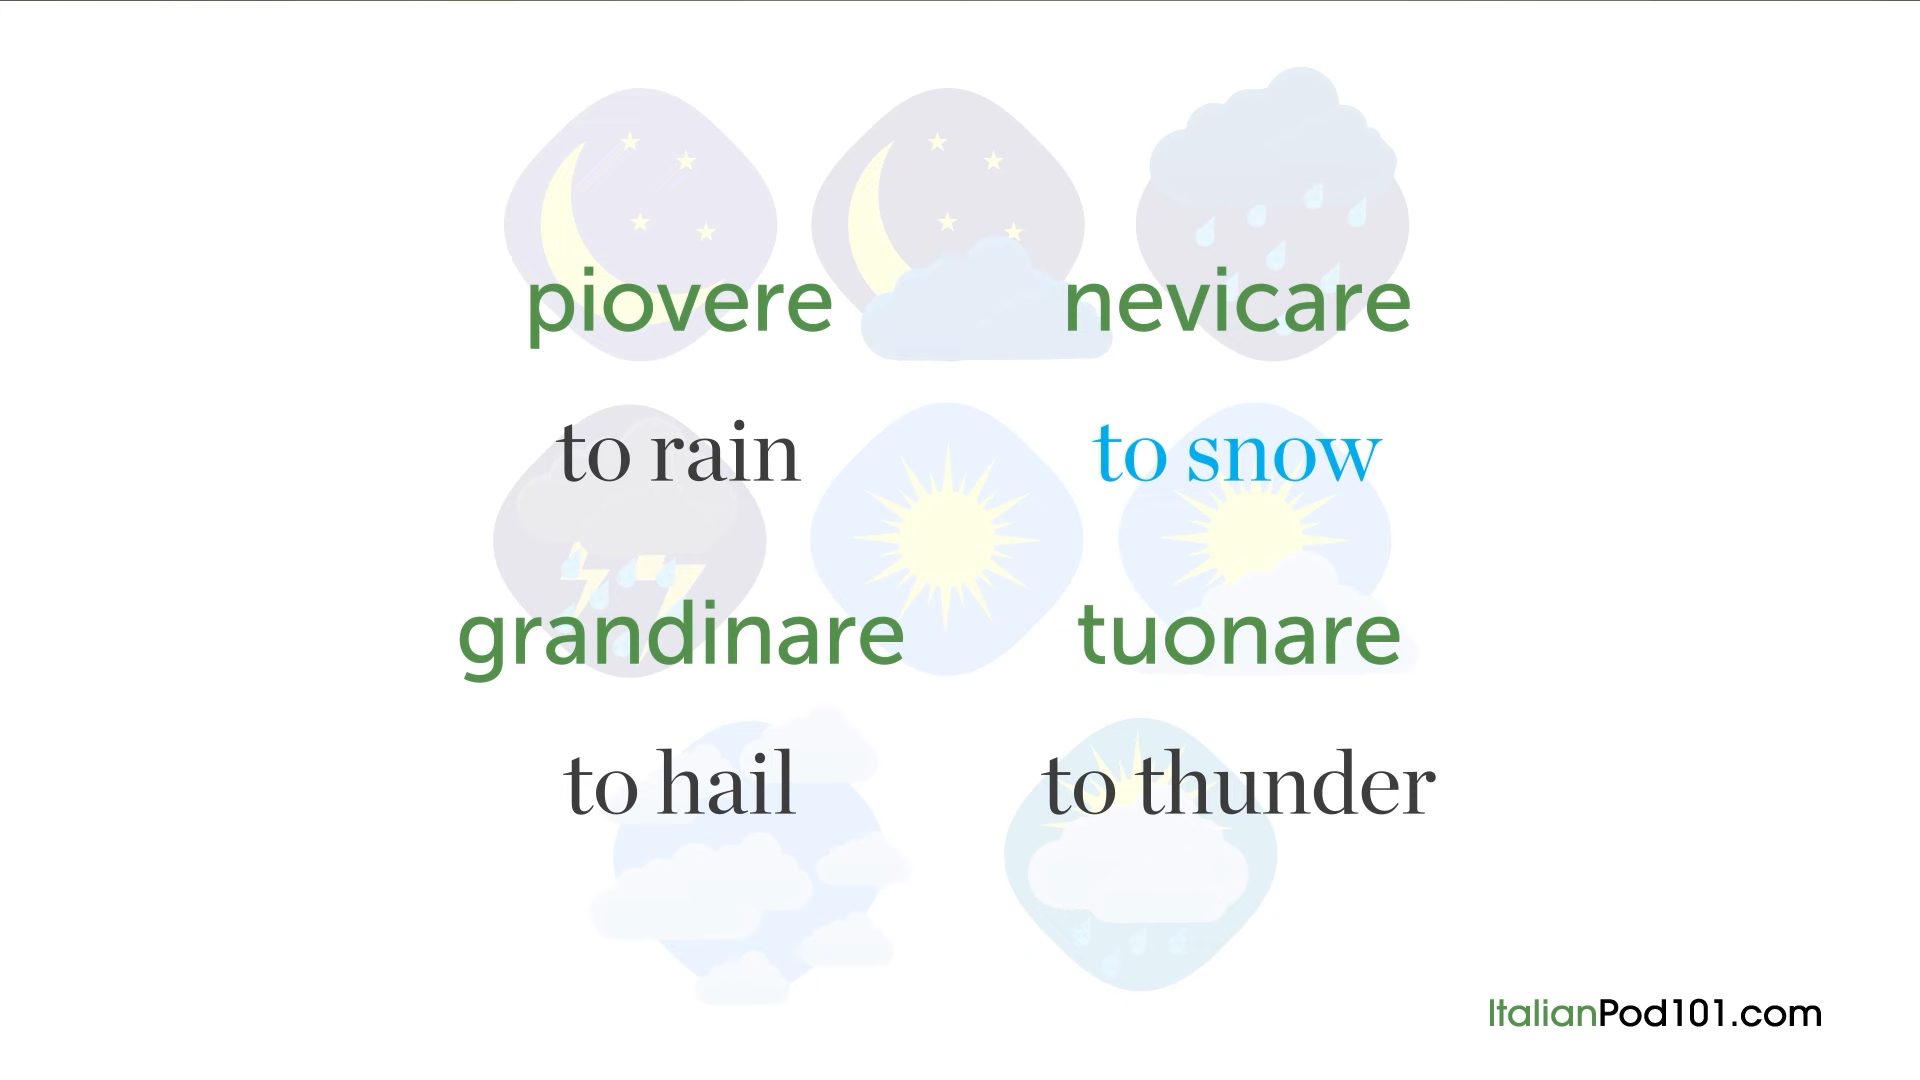 piovere
nevicare
to rain
to snow
grandinare
tuonare
to hail
to thunder
ItalianPod101.com